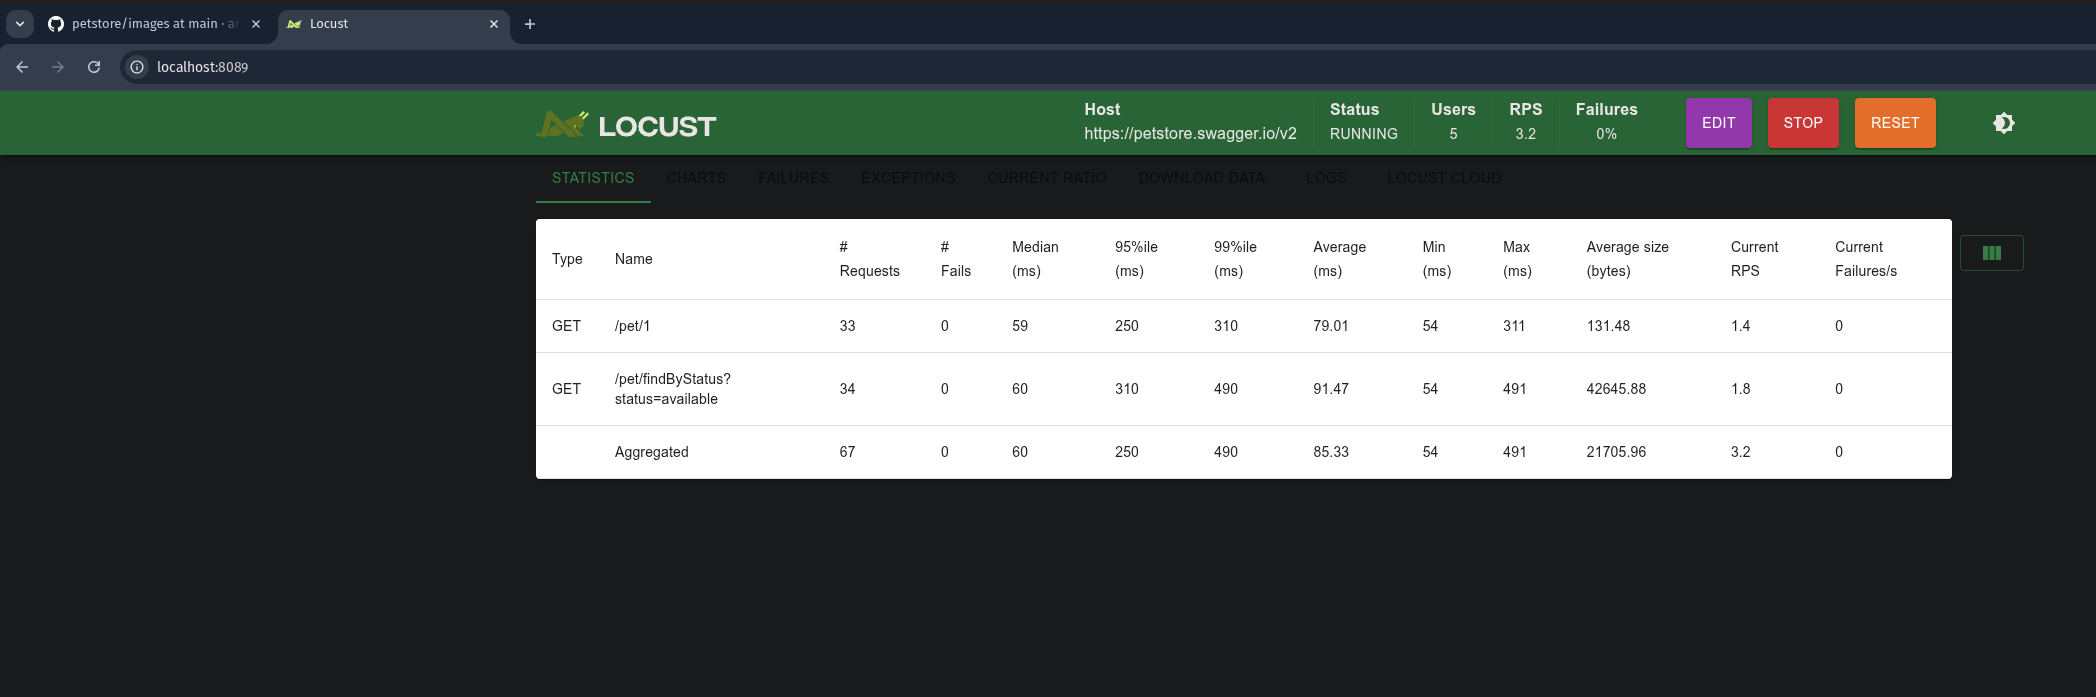 petstore/images at main · a
Locust
localhost:8089
LOCUST
Host
https://petstore.swagger.io/v2
Status
RUNNING
Users
5
RPS
3.2
Failures
0%
EDIT
STOP
RESET
STATISTICS CHARTS FAILURES EXCEPTIONS CURRENT RATIO DOWNLOAD DATA LOGS LOCUST CLOUD
Type Name # Requests # Fails Median (ms) 95%ile (ms) 99%ile (ms) Average (ms) Min (ms) Max (ms) Average size (bytes) Current RPS Current Failures/s
GET /pet/1 33 0 59 250 310 79.01 54 311 131.48 1.4 0
GET /pet/findByStatus?status=available 34 0 60 310 490 91.47 54 491 42645.88 1.8 0
Aggregated 67 0 60 250 490 85.33 54 491 21705.96 3.2 0